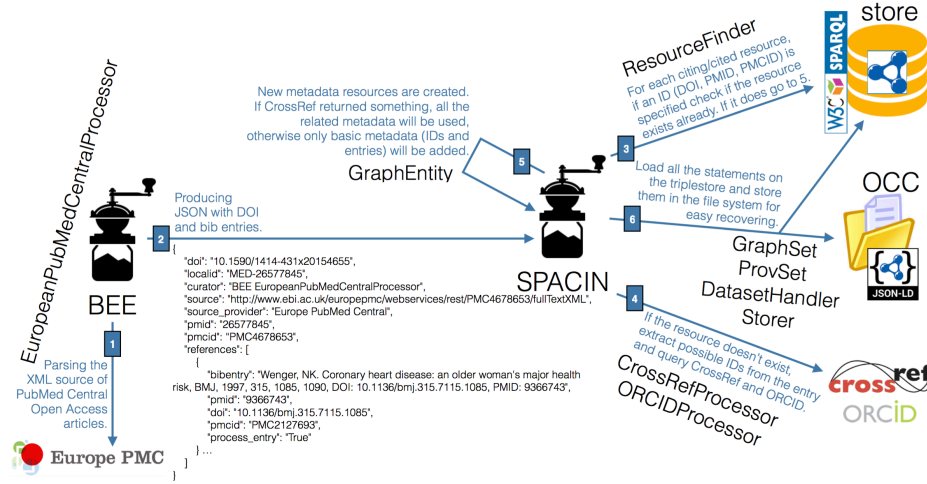 EuropeanPubMedCentralProcessor
BEE
1
Parsing the
XML source of
PubMed Central
Open Access
articles.
Europe PMC
2
Producing
JSON with DOI
and bib entries.
{
"doi": "10.1590/1414-431x20154655",
"localid": "MED-26577845",
"curator": "BEE EuropeanPubMedCentralProcessor",
"source": "http://www.ebi.ac.uk/europepmc/webservices/rest/PMC4678653/fullTextXML",
"source_provider": "Europe PubMed Central",
"pmid": "26577845",
"pmcid": "PMC4678653",
"references": [
{
"bibentry": "Wenger, NK. Coronary heart disease: an older woman's major health
risk, BMJ, 1997, 315, 1085, 1090, DOI: 10.1136/bmj.315.7115.1085, PMID: 9366743",
"pmid": "9366743",
"doi": "10.1136/bmj.315.7115.1085",
"pmcid": "PMC2127693",
"process_entry": "True"
} ...
]
}
New metadata resources are created.
If CrossRef returned something, all the
related metadata will be used,
otherwise only basic metadata (IDs and
entries) will be added.
GraphEntity
5
SPACIN
ResourceFinder
For each citing/cited resource,
if an ID (DOI, PMID, PMCID) is
specified check if the resource
exists already. If it does go to 5.
3
store
W3C SPARQL
6
Load all the statements on
the triplestore and store
them in the file system for
easy recovering.
GraphSet
ProvSet
DatasetHandler
Storer
OCC
JSON-LD
4
If the resource doesn't exist,
extract possible IDs from the entry
and query CrossRef and ORCID.
CrossRefProcessor
ORCIDProcessor
crossref
ORCID